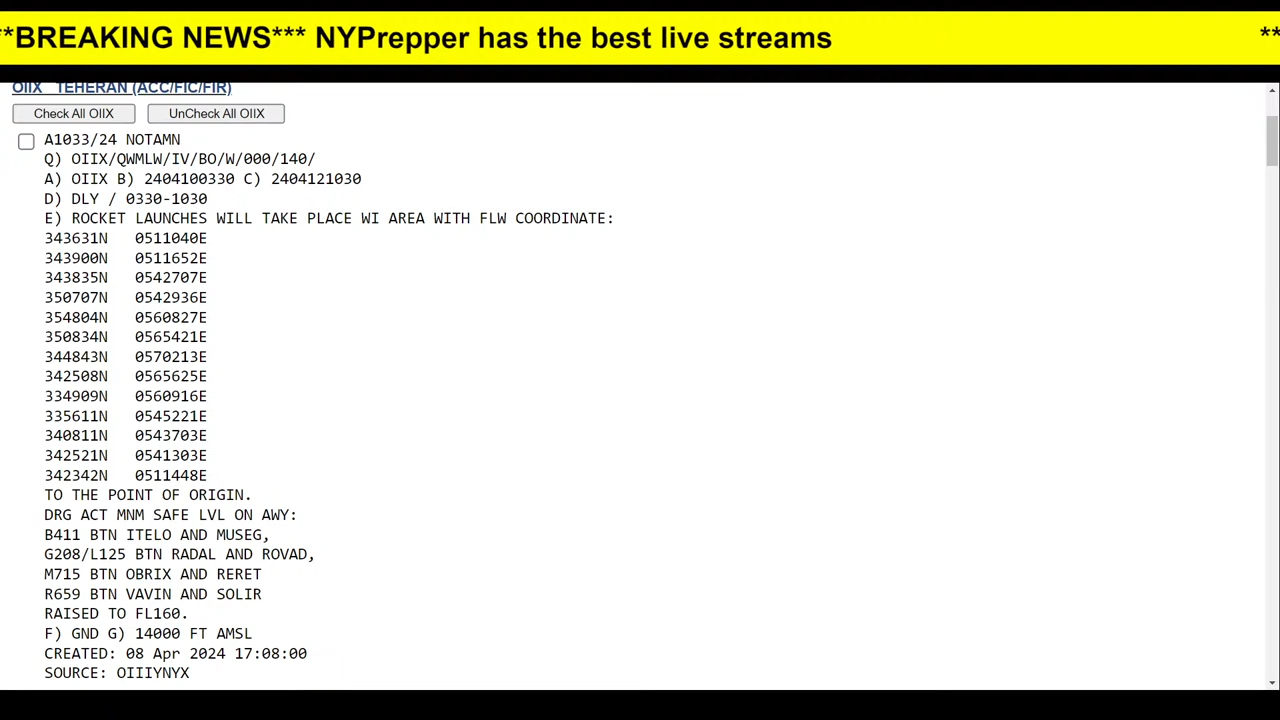 **BREAKING NEWS*** NYPrepper has the best live streams **
OIIX TEHERAN (ACC/FIC/FIR)
Check All OIIX UnCheck All OIIX
A1033/24 NOTAMN
Q) OIIX/QWMLW/IV/BO/W/000/140/
A) OIIX B) 2404100330 C) 2404121030
D) DLY / 0330-1030
E) ROCKET LAUNCHES WILL TAKE PLACE WI AREA WITH FLW COORDINATE:
343631N 0511040E
343900N 0511652E
343835N 0542707E
350707N 0542936E
354804N 0560827E
350834N 0565421E
344843N 0570213E
342508N 0565625E
334909N 0560916E
335611N 0545221E
340811N 0543703E
342521N 0541303E
342342N 0511448E
TO THE POINT OF ORIGIN.
DRG ACT MNM SAFE LVL ON AWY:
B411 BTN ITELO AND MUSEG,
G208/L125 BTN RADAL AND ROVAD,
M715 BTN OBRIX AND RERET
R659 BTN VAVIN AND SOLIR
RAISED TO FL160.
F) GND G) 14000 FT AMSL
CREATED: 08 Apr 2024 17:08:00
SOURCE: OIIIYNYX